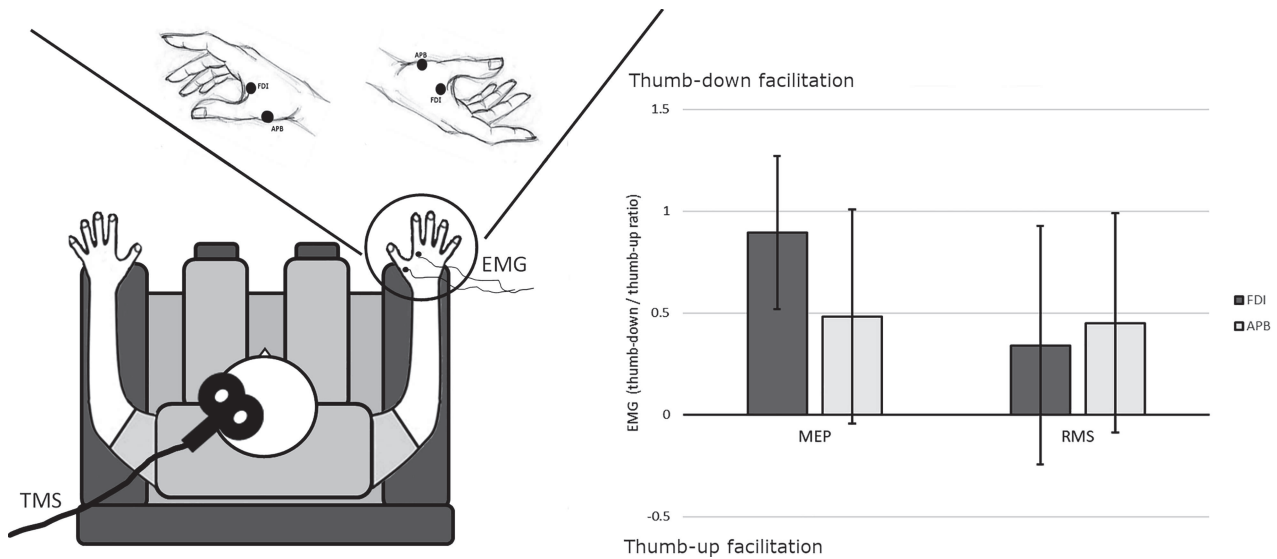 FDI
APB
APB
FDI
EMG
TMS
Thumb-down facilitation
EMG (thumb-down / thumb-up ratio)
1.5
1
0.5
0
-0.5
MEP
RMS
FDI
APB
Thumb-up facilitation